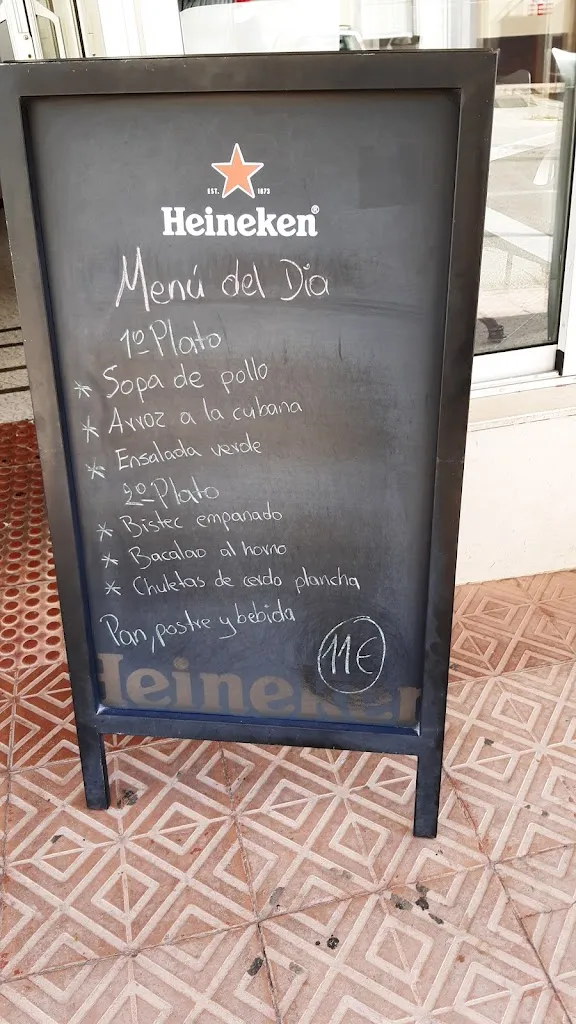 EST. 1873
Heineken®
Menú del Día
1º Plato
* Sopa de pollo
* Arroz a la cubana
* Ensalada verde
2º Plato
* Bistec empanado
* Bacalao al horno
* Chuletas de cerdo plancha
Pan, postre y bebida
11€
Heineken